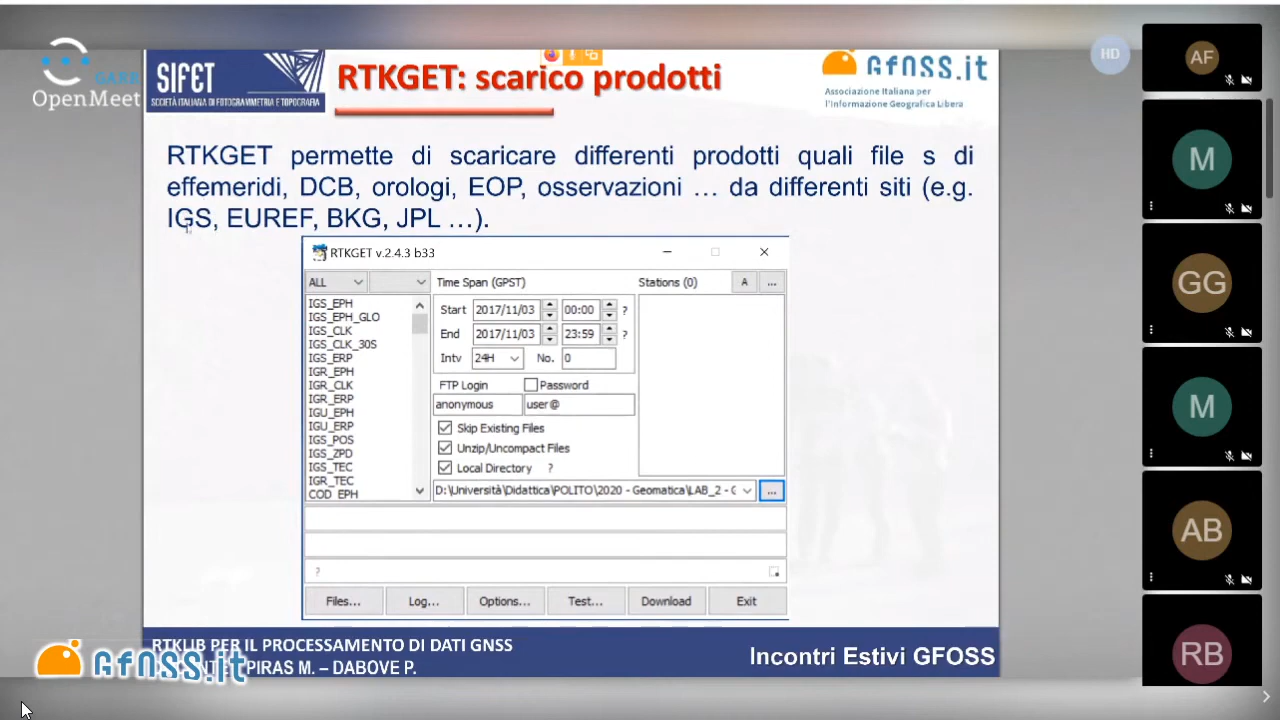 GARR
OpenMeet
SIFET
SOCIETÀ ITALIANA DI FOTOGRAMMETRIA E TOPOGRAFIA
RTKGET: scarico prodotti
GFOSS.it
Associazione Italiana per
l'Informazione Geografica Libera
HD
RTKGET permette di scaricare differenti prodotti quali file s di
effemeridi, DCB, orologi, EOP, osservazioni … da differenti siti (e.g.
IGS, EUREF, BKG, JPL …).
RTKGET v.2.4.3 b33
ALL
IGS_EPH
IGS_EPH_GLO
IGS_CLK
IGS_CLK_30S
IGS_ERP
IGR_EPH
IGR_CLK
IGR_ERP
IGU_EPH
IGU_ERP
IGS_POS
IGS_ZPD
IGS_TEC
IGR_TEC
COD_EPH
Time Span (GPST)
Start 2017/11/03 00:00 ?
End 2017/11/03 23:59 ?
Intv 24H No. 0
FTP Login Password
anonymous user@
Skip Existing Files
Unzip/Uncompact Files
Local Directory ?
D:\Università\Didattica\POLITO\2020 - Geomatica\LAB_2 - G ...
Stations (0) A ...
?
Files... Log... Options... Test... Download Exit
RTKLIB PER IL PROCESSAMENTO DI DATI GNSS
PIRAS M. – DABOVE P.
Incontri Estivi GFOSS
GFOSS.it
AF
M
GG
M
AB
RB